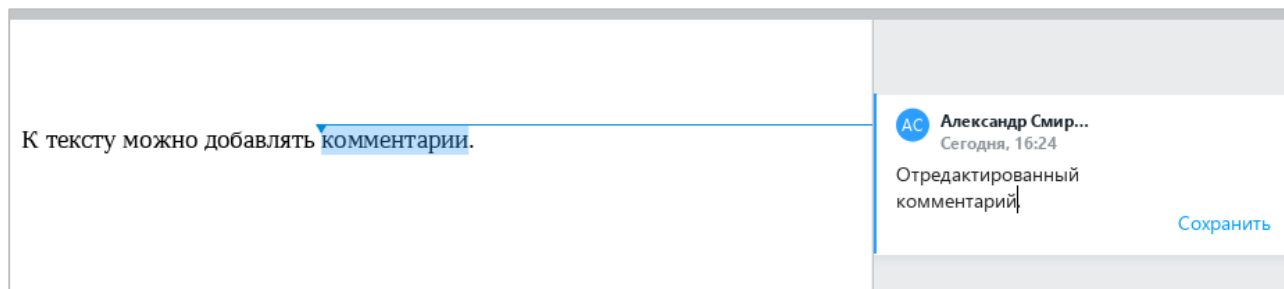 К тексту можно добавлять комментарии.
АС
Александр Смир...
Сегодня, 16:24
Отредактированный
комментарий.
Сохранить